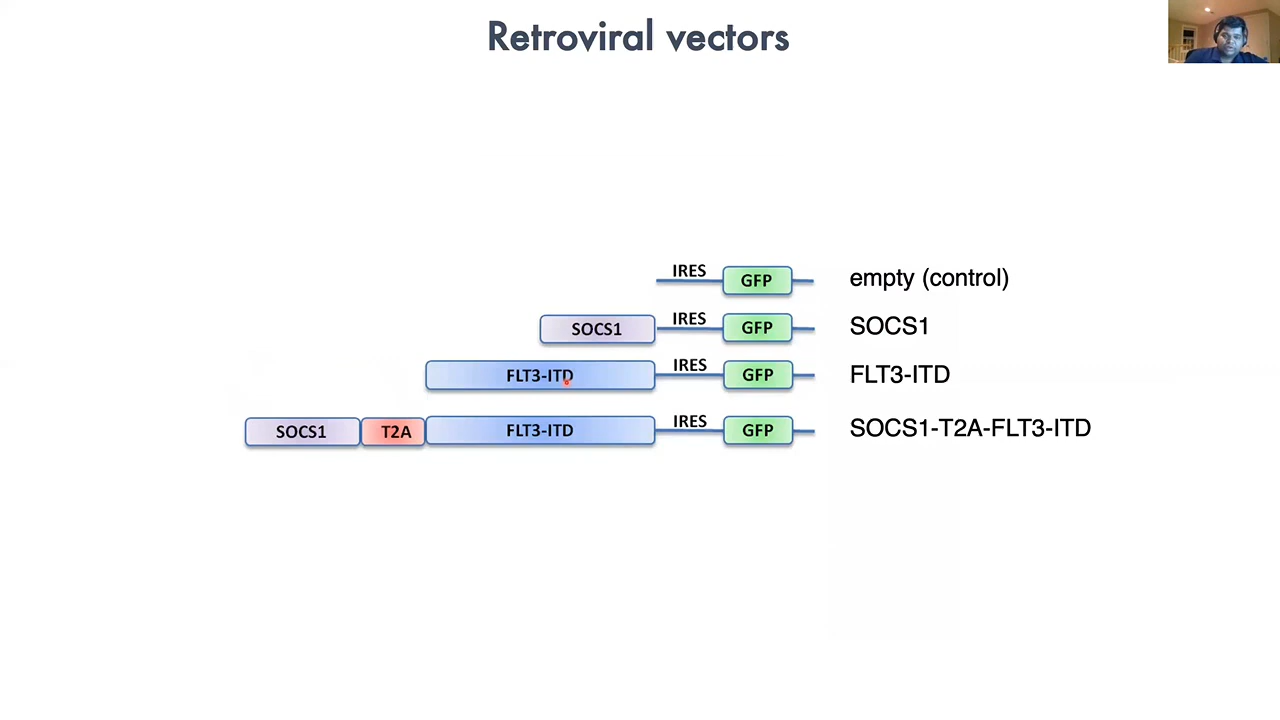 Retroviral vectors
IRES GFP empty (control)
SOCS1 IRES GFP SOCS1
FLT3-ITD IRES GFP FLT3-ITD
SOCS1 T2A FLT3-ITD IRES GFP SOCS1-T2A-FLT3-ITD